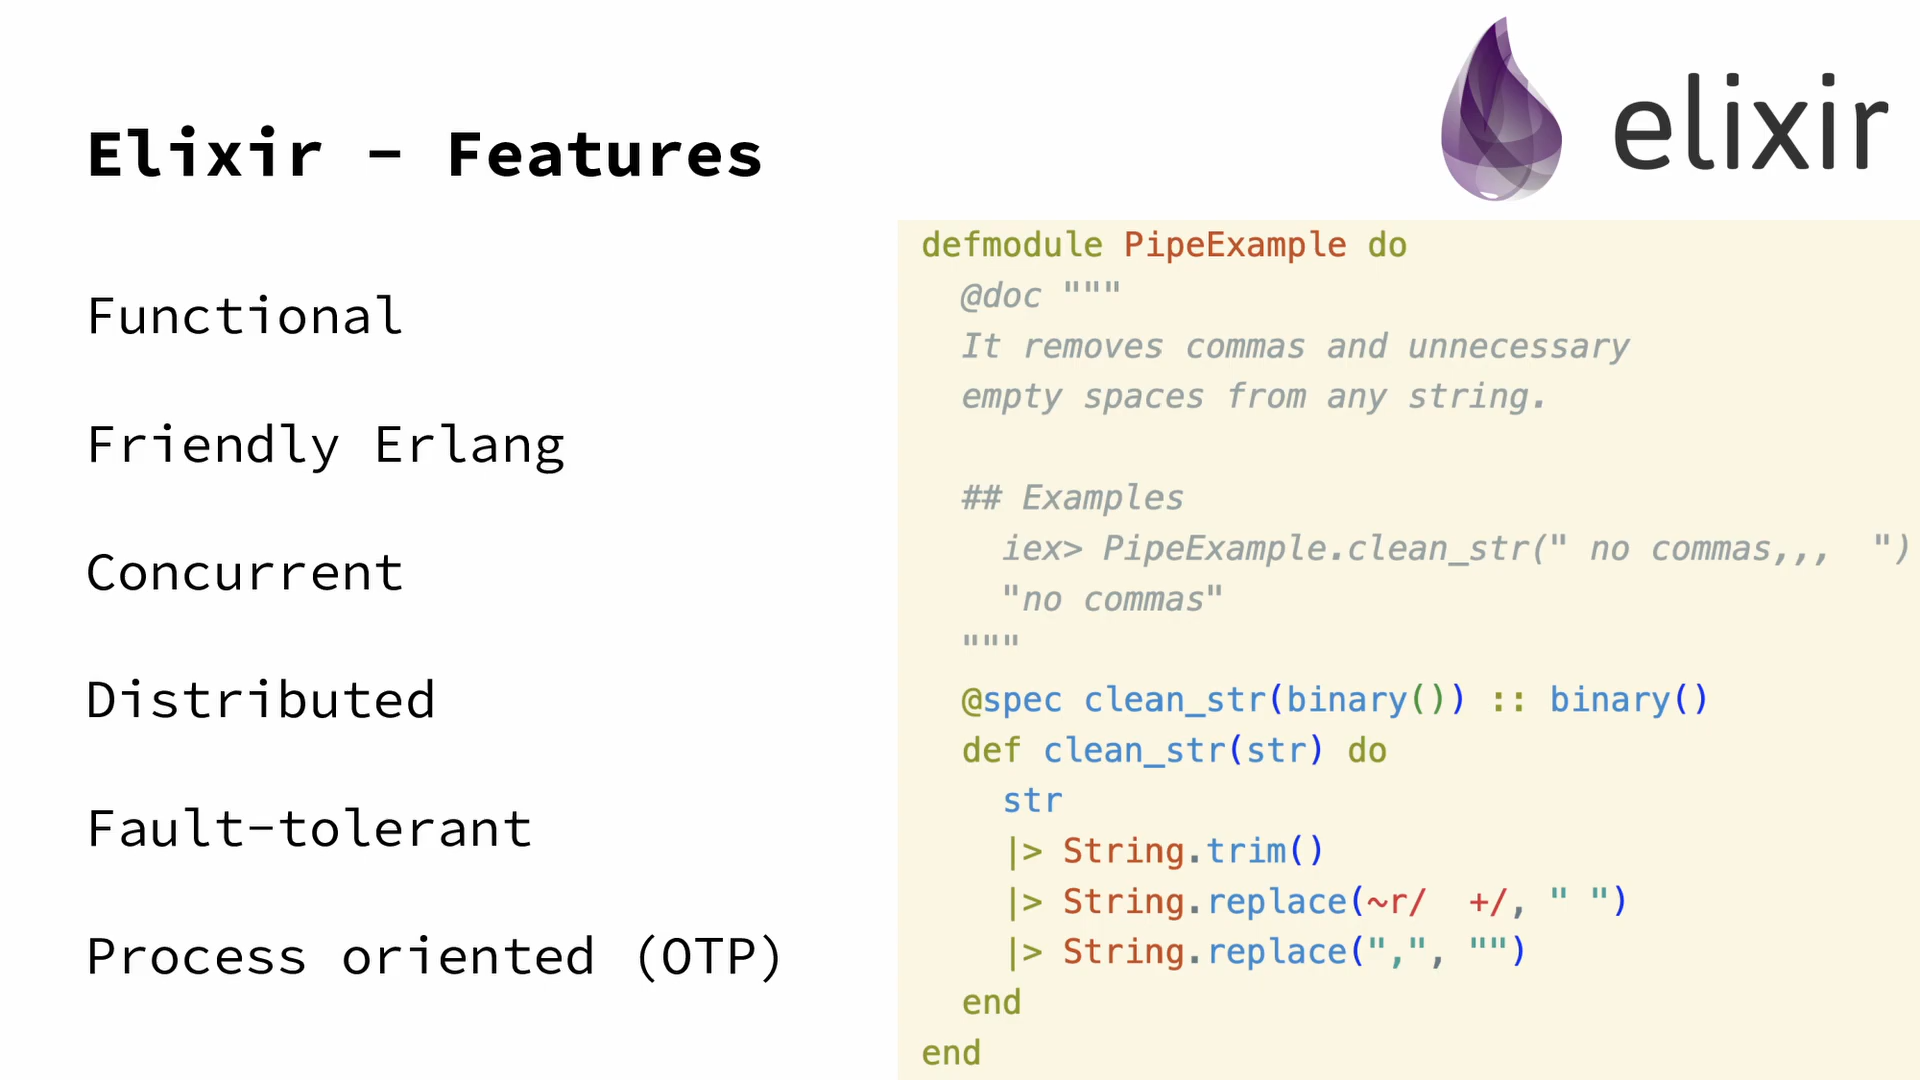 elixir
Elixir - Features
Functional
Friendly Erlang
Concurrent
Distributed
Fault-tolerant
Process oriented (OTP)
defmodule PipeExample do
  @doc """
  It removes commas and unnecessary
  empty spaces from any string.

  ## Examples
    iex> PipeExample.clean_str(" no commas,,,  ")
    "no commas"
  """
  @spec clean_str(binary()) :: binary()
  def clean_str(str) do
    str
    |> String.trim()
    |> String.replace(~r/  +/, " ")
    |> String.replace(",", "")
  end
end